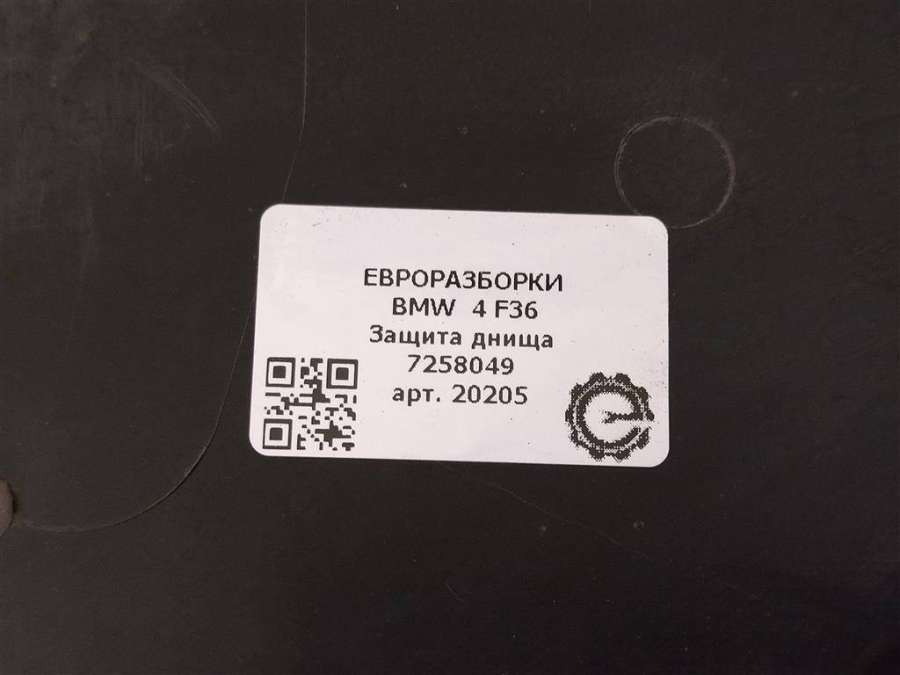 ЕВРОРАЗБОРКИ
BMW 4 F36
Защита днища
7258049
арт. 20205